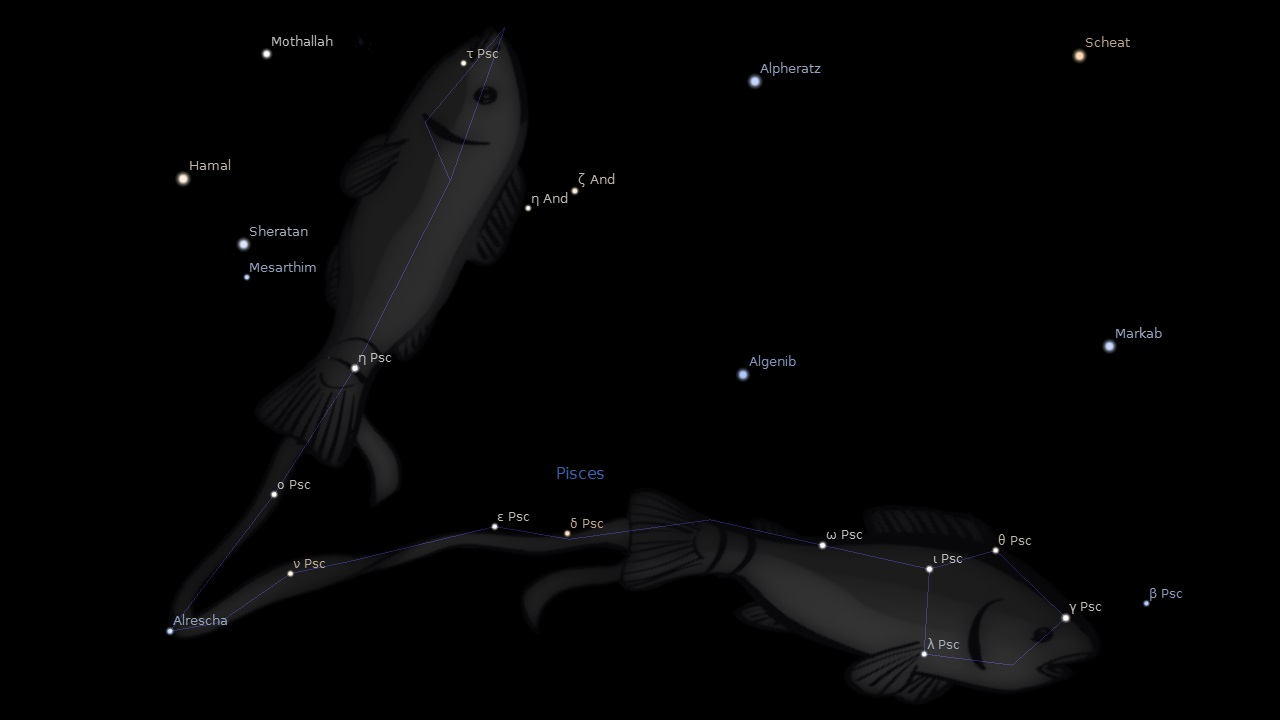 Mothallah
τ Psc
Scheat
Alpheratz
Hamal
ζ And
η And
Sheratan
Mesarthim
Markab
η Psc
Algenib
Pisces
ο Psc
ε Psc
δ Psc
ω Psc
θ Psc
ι Psc
ν Psc
β Psc
γ Psc
Alrescha
λ Psc